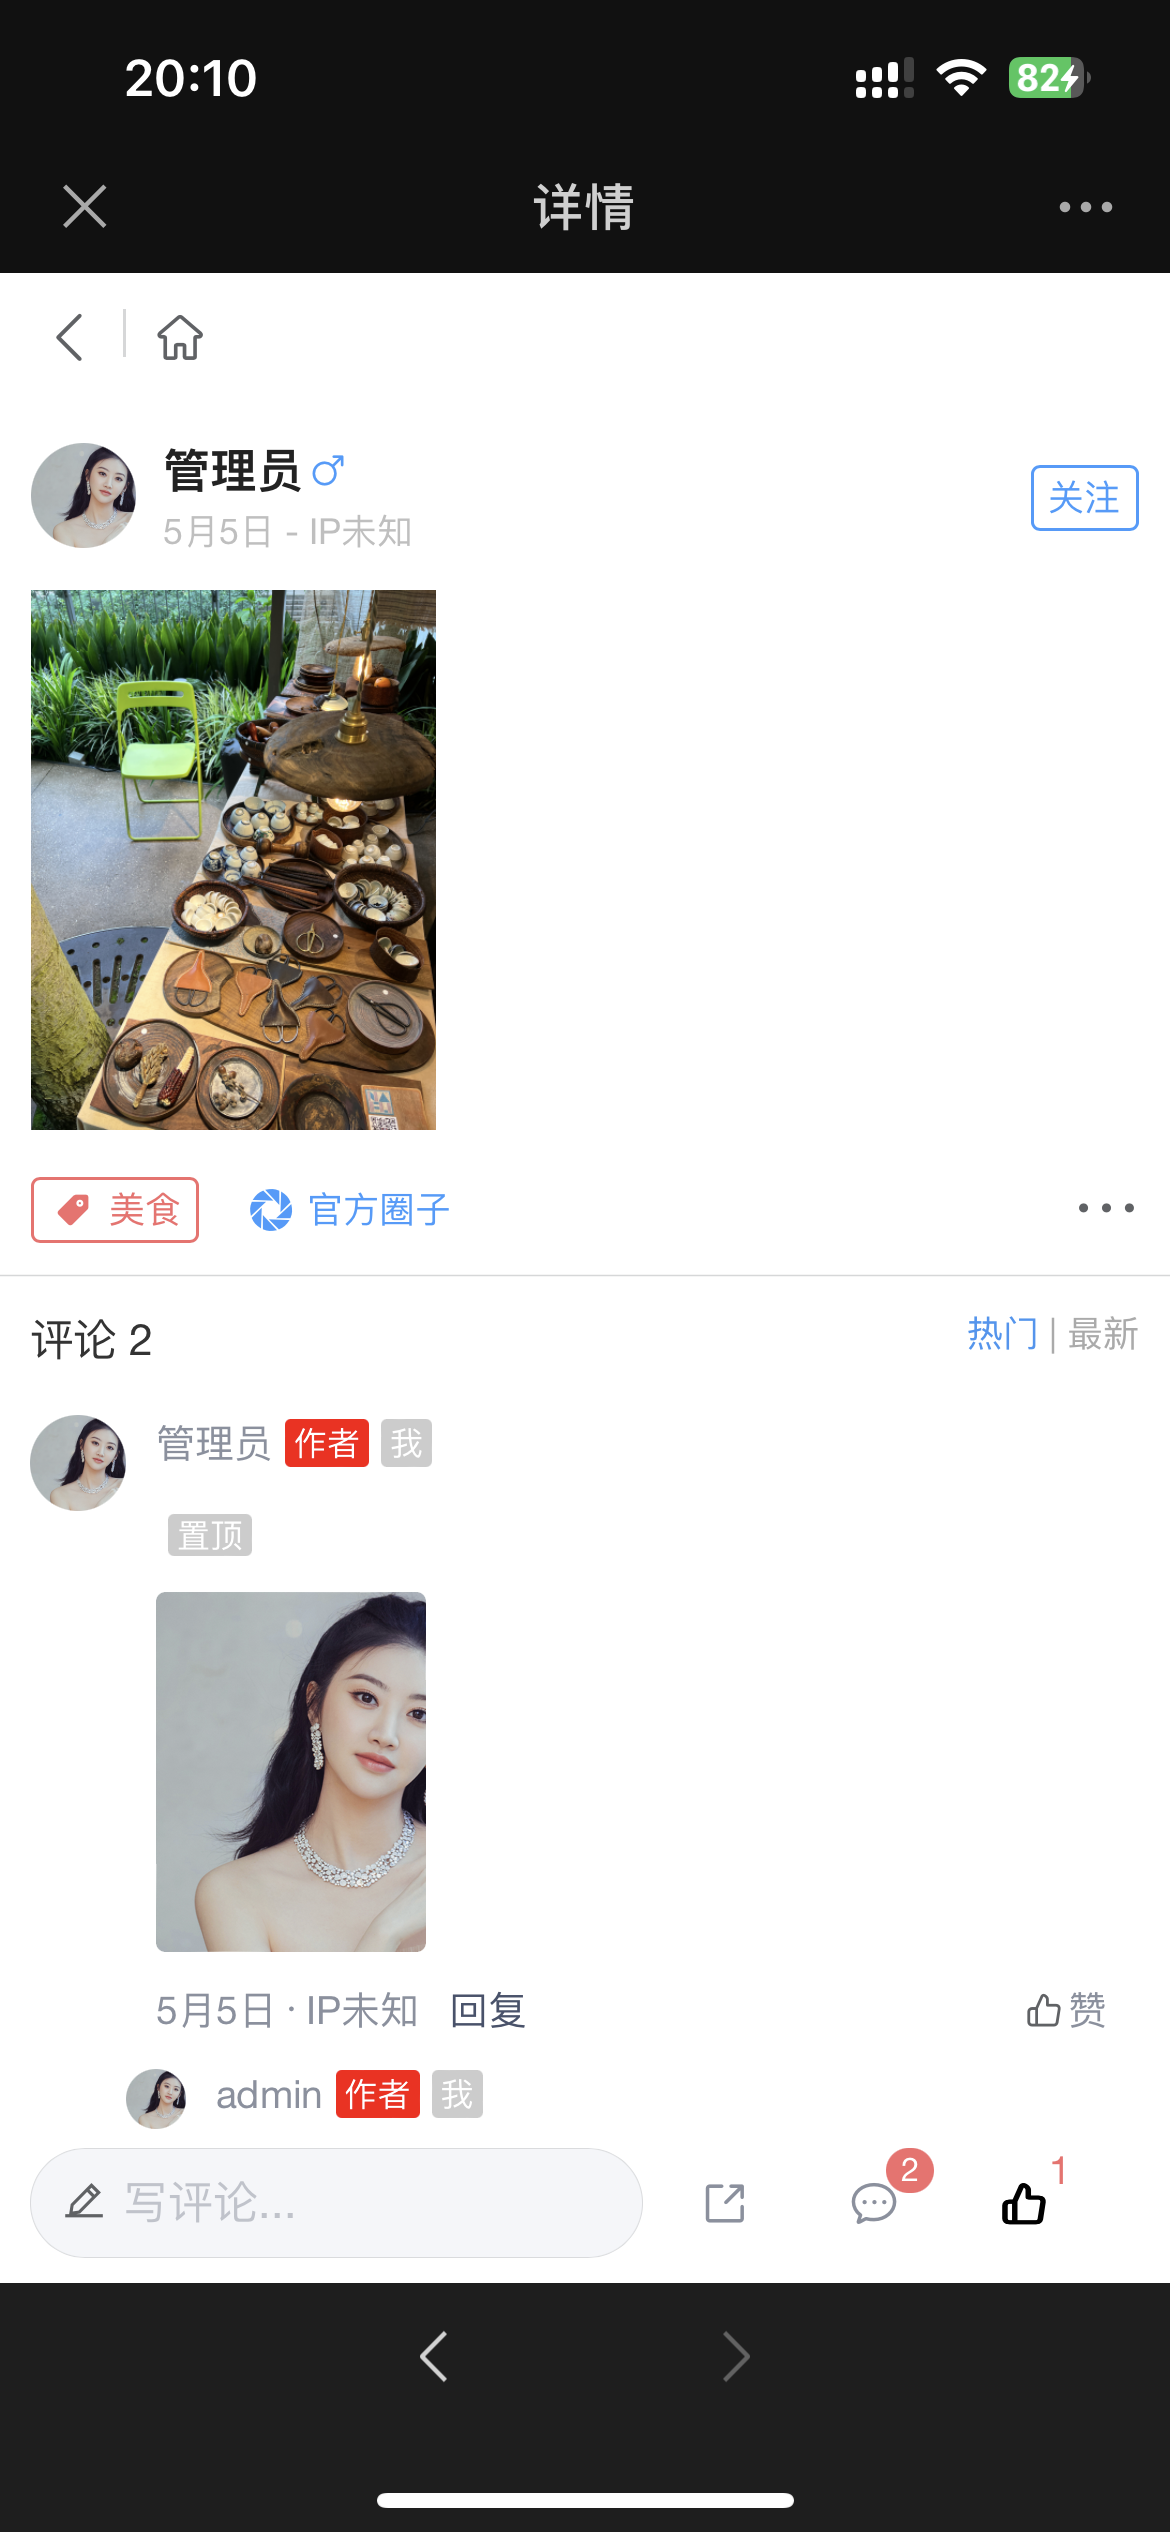 20:10
82
详情
管理员
5月5日 - IP未知
关注
美食
官方圈子
评论 2
热门 | 最新
管理员 作者 我
置顶
5月5日 · IP未知 回复
赞
admin 作者 我
写评论...
2
1